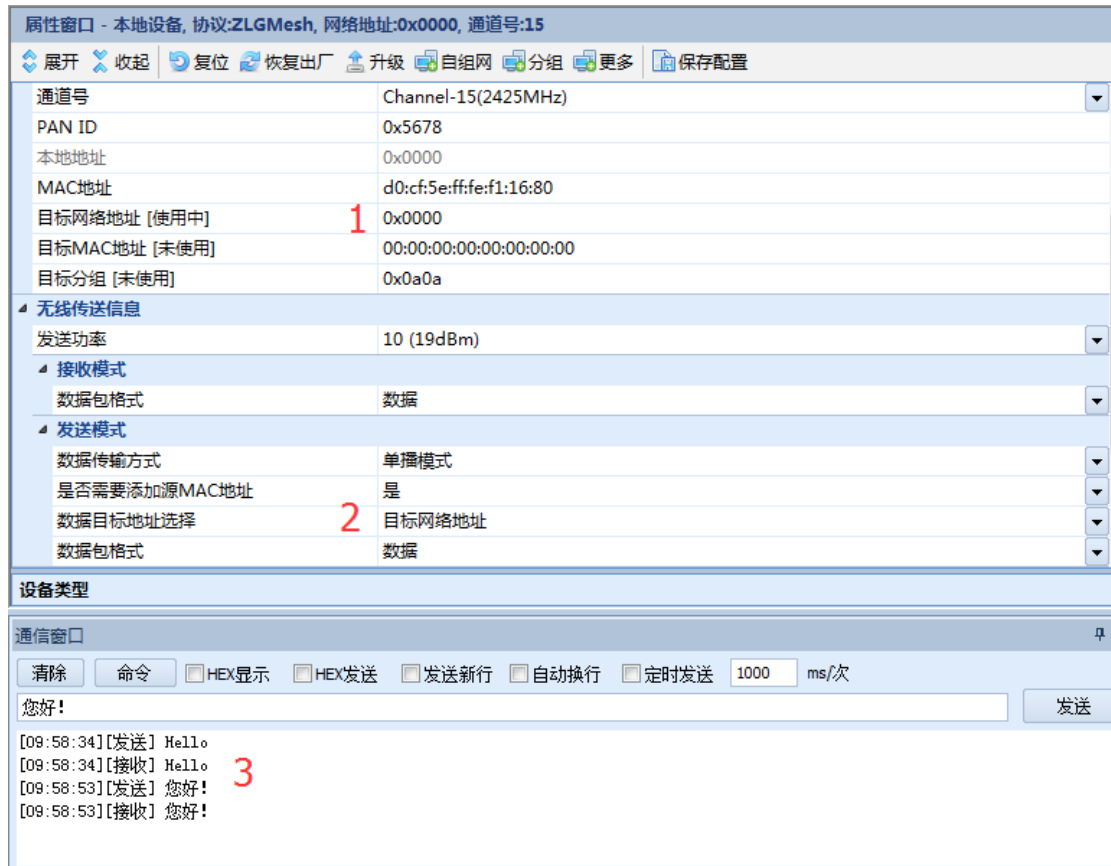 属性窗口 - 本地设备, 协议:ZLGMesh, 网络地址:0x0000, 通道号:15
展开 收起 复位 恢复出厂 升级 自组网 分组 更多 保存配置
通道号 Channel-15(2425MHz)
PAN ID 0x5678
本地地址 0x0000
MAC地址 d0:cf:5e:ff:fe:f1:16:80
目标网络地址 [使用中] 1 0x0000
目标MAC地址 [未使用] 00:00:00:00:00:00:00:00
目标分组 [未使用] 0x0a0a
无线传送信息
发送功率 10 (19dBm)
接收模式
数据包格式 数据
发送模式
数据传输方式 单播模式
是否需要添加源MAC地址 是
数据目标地址选择 2 目标网络地址
数据包格式 数据
设备类型
通信窗口
清除 命令 HEX显示 HEX发送 发送新行 自动换行 定时发送 1000 ms/次
您好! 发送
[09:58:34][发送] Hello
[09:58:34][接收] Hello 3
[09:58:53][发送] 您好!
[09:58:53][接收] 您好!